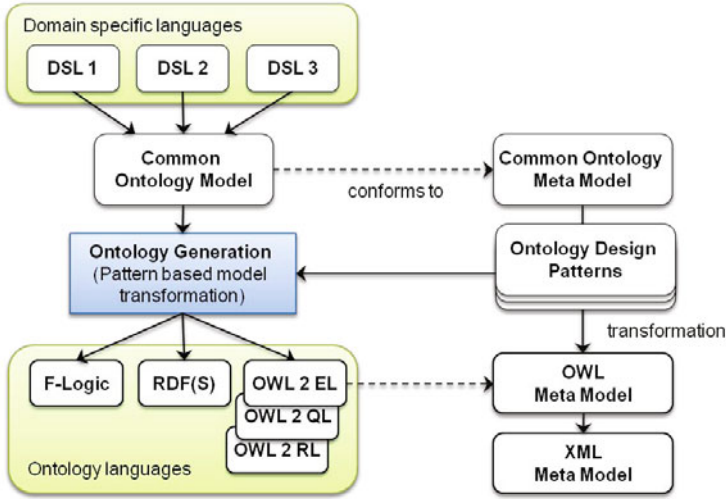 Domain specific languages
DSL 1
DSL 2
DSL 3
Common
Ontology Model
conforms to
Common Ontology
Meta Model
Ontology Generation
(Pattern based model
transformation)
Ontology Design
Patterns
transformation
F-Logic
RDF(S)
OWL 2 EL
OWL 2 QL
OWL 2 RL
Ontology languages
OWL
Meta Model
XML
Meta Model